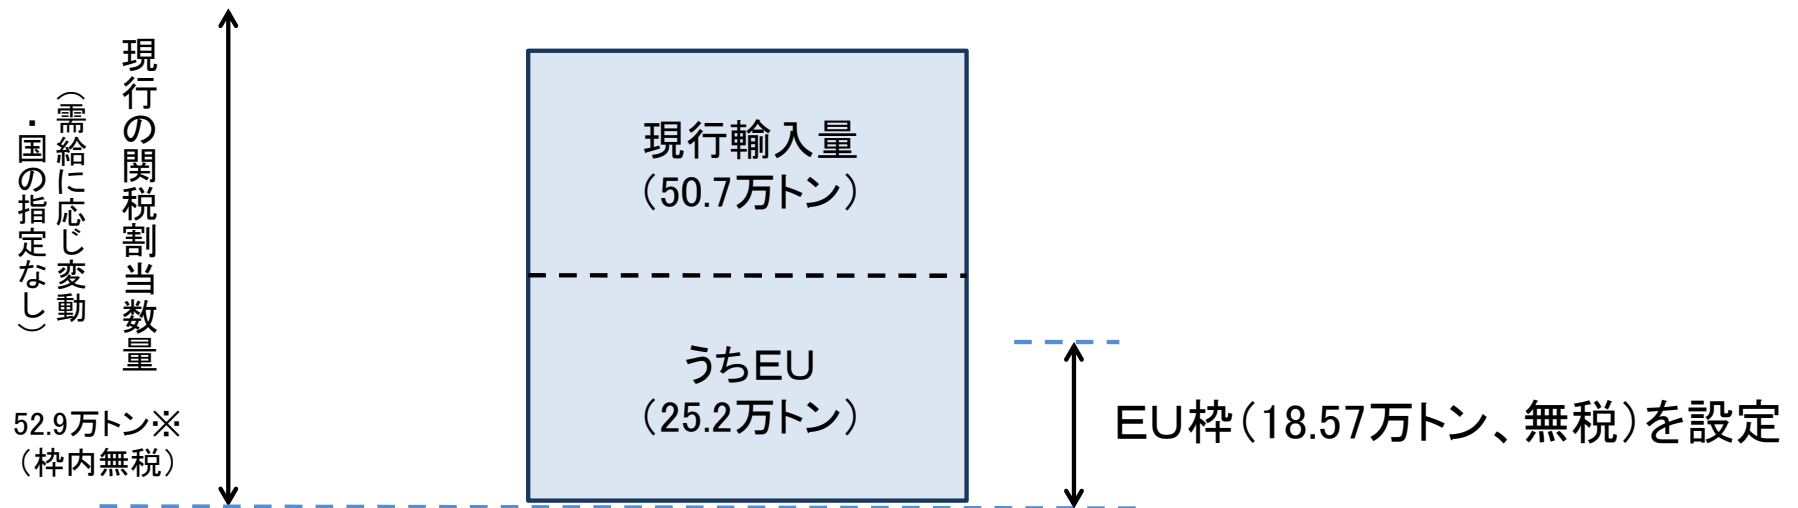 現行の関税割当数量
（需給に応じ変動
・国の指定なし）
52.9万トン※
（枠内無税）
現行輸入量
（50.7万トン）
うちＥＵ
（25.2万トン）
ＥＵ枠（18.57万トン、無税）を設定